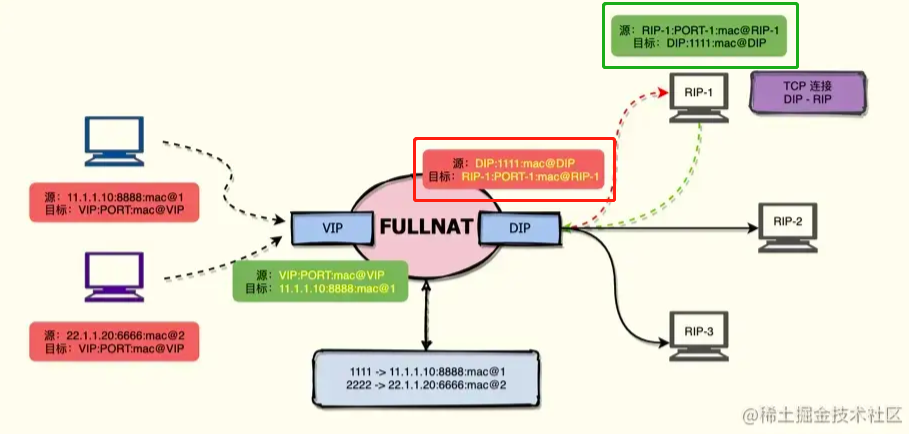 源：RIP-1:PORT-1:mac@RIP-1
目标：DIP:1111:mac@DIP
RIP-1
TCP 连接
DIP - RIP
源：DIP:1111:mac@DIP
目标：RIP-1:PORT-1:mac@RIP-1
源：11.1.1.10:8888:mac@1
目标：VIP:PORT:mac@VIP
VIP
FULLNAT
DIP
RIP-2
源：VIP:PORT:mac@VIP
目标：11.1.1.10:8888:mac@1
源：22.1.1.20:6666:mac@2
目标：VIP:PORT:mac@VIP
RIP-3
1111 -> 11.1.1.10:8888:mac@1
2222 -> 22.1.1.20:6666:mac@2
@稀土掘金技术社区